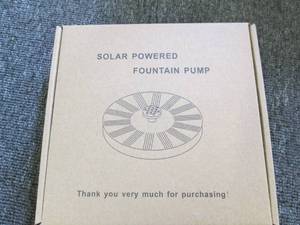 SOLAR POWERED
FOUNTAIN PUMP
Thank you very much for purchasing!